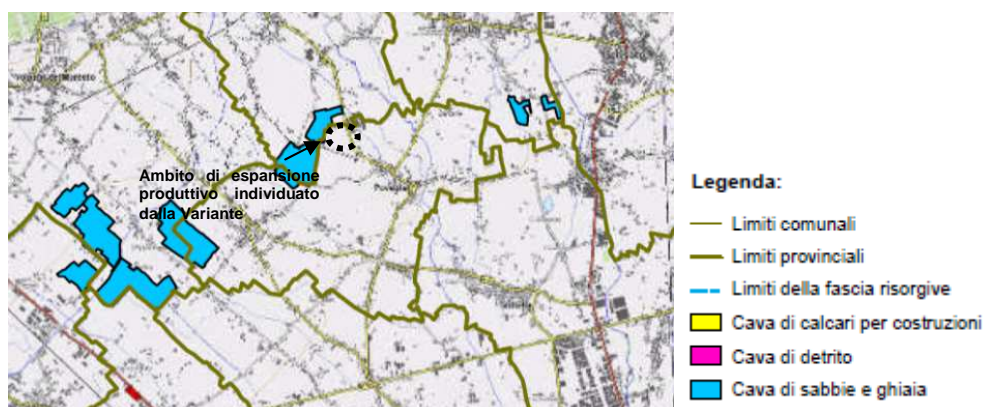 Ambito di espansione
produttivo individuato
dalla Variante
Legenda:
Limiti comunali
Limiti provinciali
Limiti della fascia risorgive
Cava di calcari per costruzioni
Cava di detrito
Cava di sabbie e ghiaia